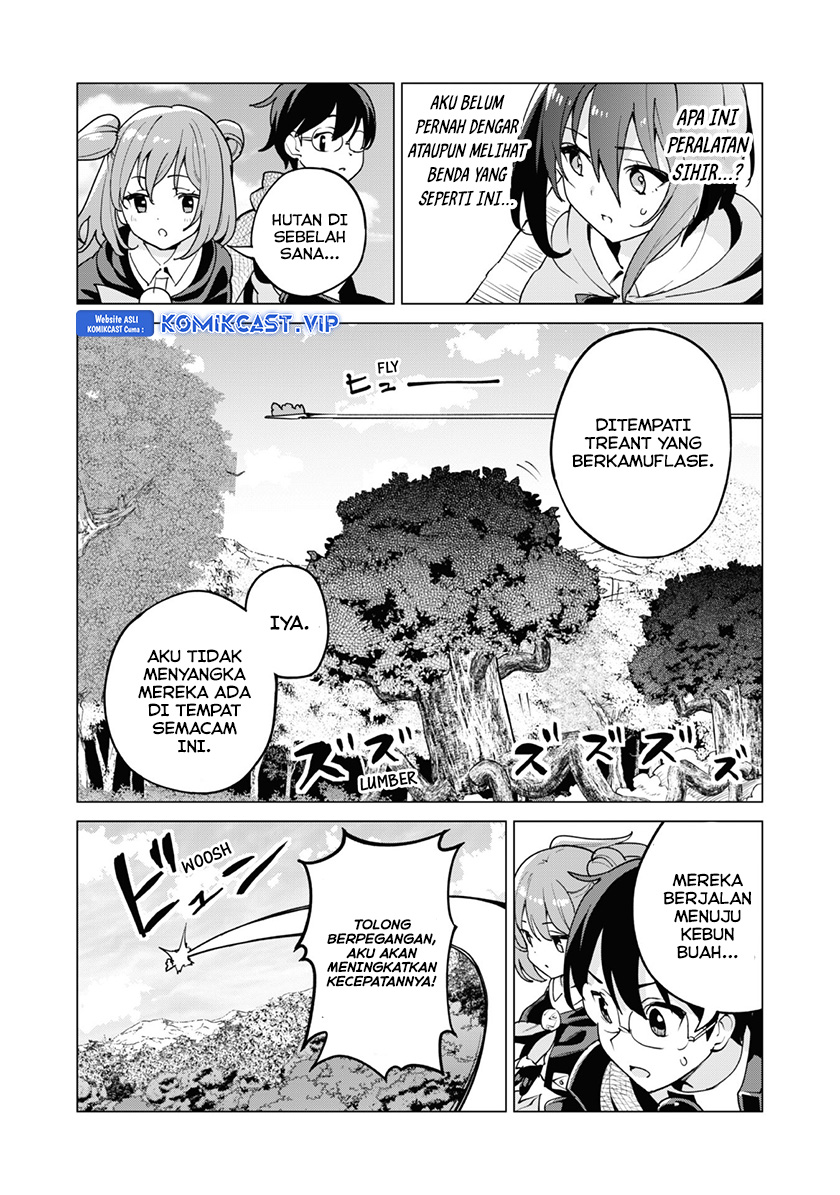 HUTAN DI
SEBELAH
SANA...
AKU BELUM
PERNAH DENGAR
ATAUPUN MELIHAT
BENDA YANG
SEPERTI INI...
APA INI
PERALATAN
SIHIR...?
Website ASLI
KOMIKCAST Cuma :
KOMIKCAST.VIP
FLY
ヒュー
DITEMPATI
TREANT YANG
BERKAMUFLASE.
IYA.
AKU TIDAK
MENYANGKA
MEREKA ADA
DI TEMPAT
SEMACAM
INI.
ズズ
LUMBER
ズズズズ
WOOSH
ビュン
TOLONG
BERPEGANGAN,
AKU AKAN
MENINGKATKAN
KECEPATANNYA!
MEREKA
BERJALAN
MENUJU
KEBUN
BUAH...